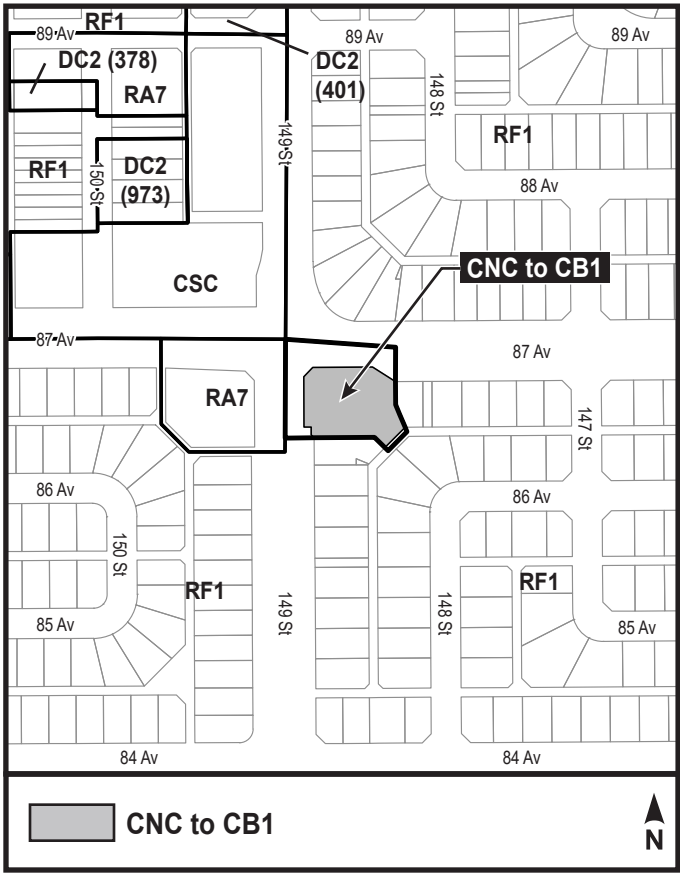 RF1
89 Av
89 Av
89 Av
DC2 (378)
DC2
(401)
RA7
148 St
149 St
RF1
RF1
150 St
DC2
(973)
88 Av
CNC to CB1
CSC
87 Av
87 Av
RA7
147 St
86 Av
86 Av
150 St
RF1
RF1
149 St
148 St
85 Av
85 Av
84 Av
84 Av
CNC to CB1
N